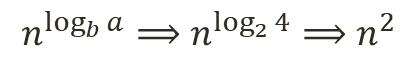 n^{log_b a} ⟹ n^{log_2 4} ⟹ n^2